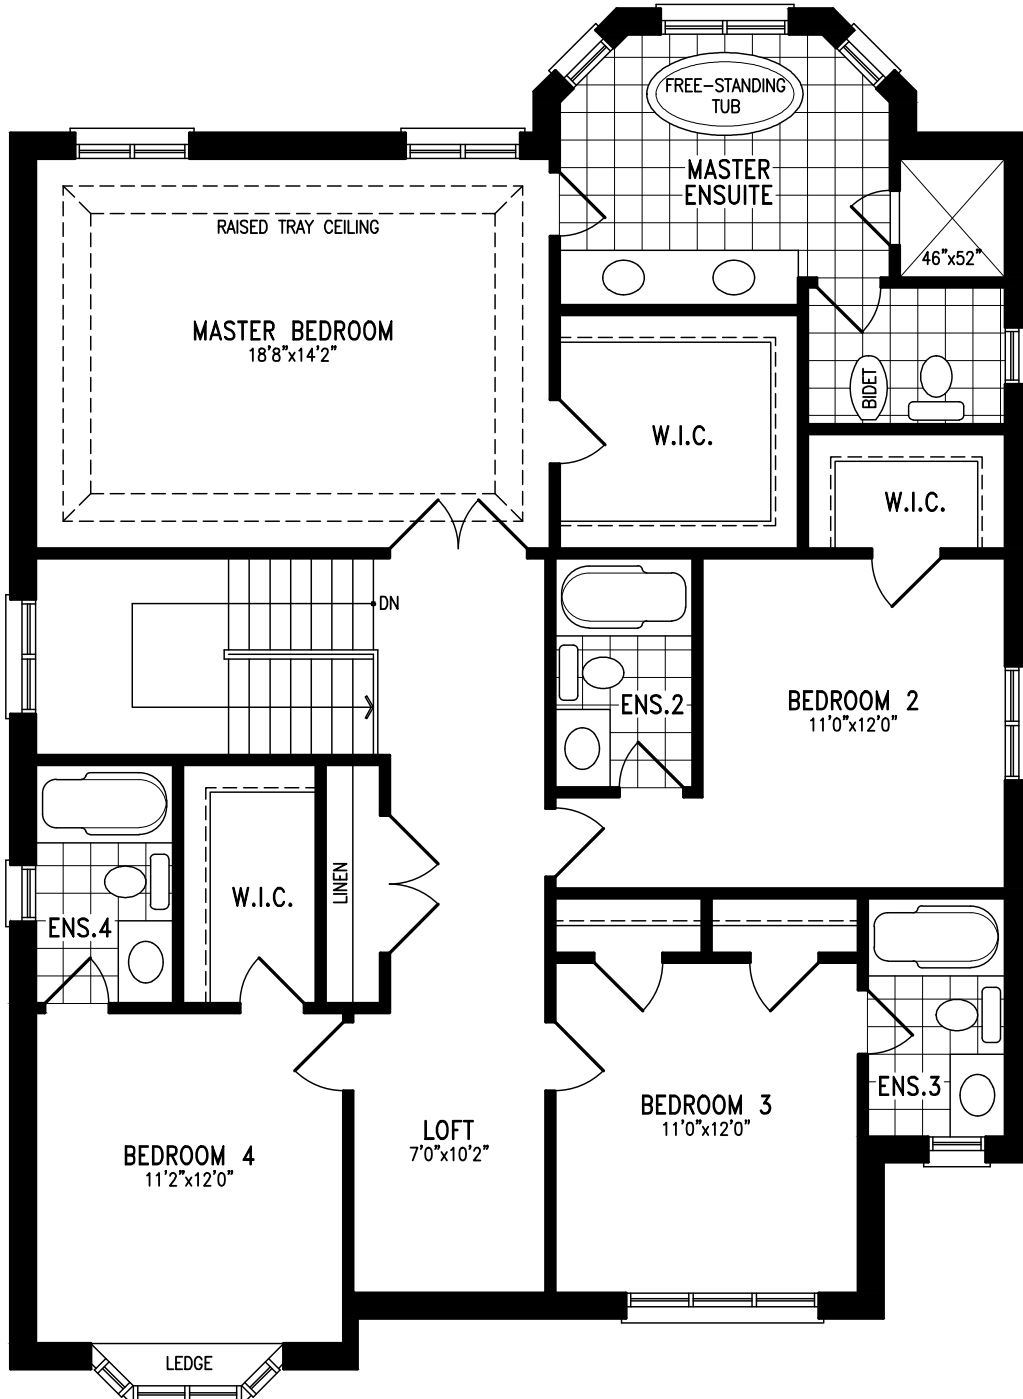 FREE-STANDING
TUB
MASTER
ENSUITE
RAISED TRAY CEILING
46"x52"
MASTER BEDROOM
18'8"x14'2"
BIDET
W.I.C.
W.I.C.
DN
ENS.2
BEDROOM 2
11'0"x12'0"
LINEN
W.I.C.
ENS.4
ENS.3
BEDROOM 3
11'0"x12'0"
LOFT
7'0"x10'2"
BEDROOM 4
11'2"x12'0"
LEDGE